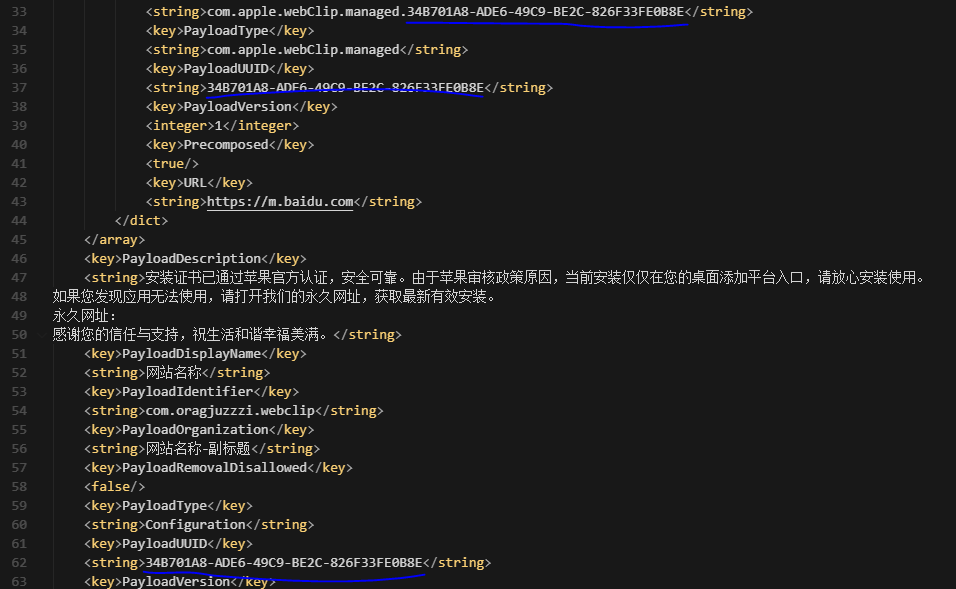 33 <string>com.apple.webClip.managed.34B701A8-ADE6-49C9-BE2C-826F33FE0B8E</string>
34 <key>PayloadType</key>
35 <string>com.apple.webClip.managed</string>
36 <key>PayloadUUID</key>
37 <string>34B701A8-ADE6-49C9-BE2C-826F33FE0B8E</string>
38 <key>PayloadVersion</key>
39 <integer>1</integer>
40 <key>Precomposed</key>
41 <true/>
42 <key>URL</key>
43 <string>https://m.baidu.com</string>
44 </dict>
45 </array>
46 <key>PayloadDescription</key>
47 <string>安装证书已通过苹果官方认证，安全可靠。由于苹果审核政策原因，当前安装仅仅在您的桌面添加平台入口，请放心安装使用。
48 如果您发现应用无法使用，请打开我们的永久网址，获取最新有效安装。
49 永久网址：
50 感谢您的信任与支持，祝生活和谐幸福美满。</string>
51 <key>PayloadDisplayName</key>
52 <string>网站名称</string>
53 <key>PayloadIdentifier</key>
54 <string>com.oragjuzzzi.webclip</string>
55 <key>PayloadOrganization</key>
56 <string>网站名称-副标题</string>
57 <key>PayloadRemovalDisallowed</key>
58 <false/>
59 <key>PayloadType</key>
60 <string>Configuration</string>
61 <key>PayloadUUID</key>
62 <string>34B701A8-ADE6-49C9-BE2C-826F33FE0B8E</string>
63 <key>PayloadVersion</key>